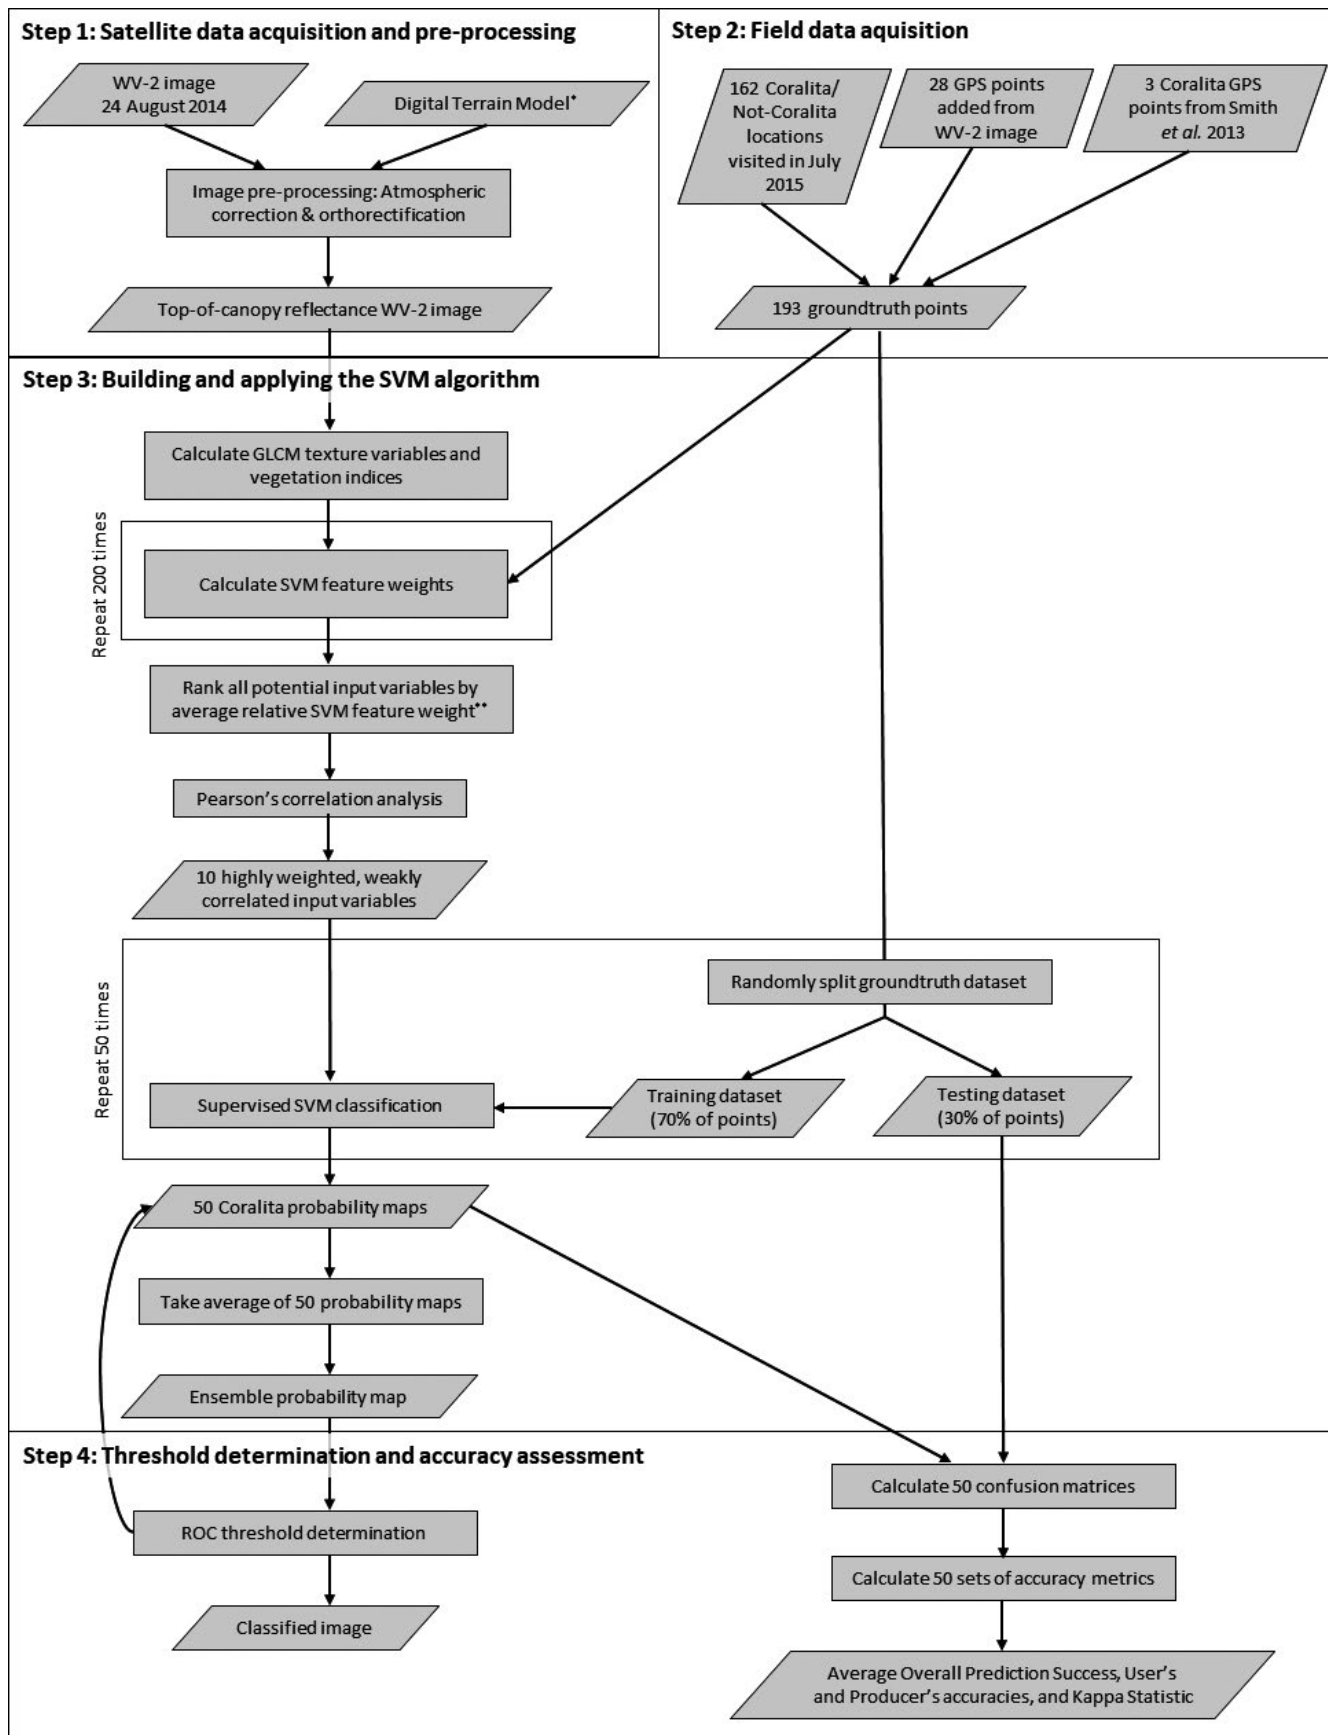 Step 1: Satellite data acquisition and pre-processing
WV-2 image
24 August 2014
Digital Terrain Model*
Image pre-processing: Atmospheric
correction & orthorectification
Top-of-canopy reflectance WV-2 image
Step 2: Field data aquisition
162 Coralita/
Not-Coralita
locations
visited in July
2015
28 GPS points
added from
WV-2 image
3 Coralita GPS
points from Smith
et al. 2013
193 groundtruth points
Step 3: Building and applying the SVM algorithm
Calculate GLCM texture variables and
vegetation indices
Repeat 200 times
Calculate SVM feature weights
Rank all potential input variables by
average relative SVM feature weight**
Pearson's correlation analysis
10 highly weighted, weakly
correlated input variables
Repeat 50 times
Randomly split groundtruth dataset
Supervised SVM classification
Training dataset
(70% of points)
Testing dataset
(30% of points)
50 Coralita probability maps
Take average of 50 probability maps
Ensemble probability map
Step 4: Threshold determination and accuracy assessment
ROC threshold determination
Classified image
Calculate 50 confusion matrices
Calculate 50 sets of accuracy metrics
Average Overall Prediction Success, User's
and Producer's accuracies, and Kappa Statistic